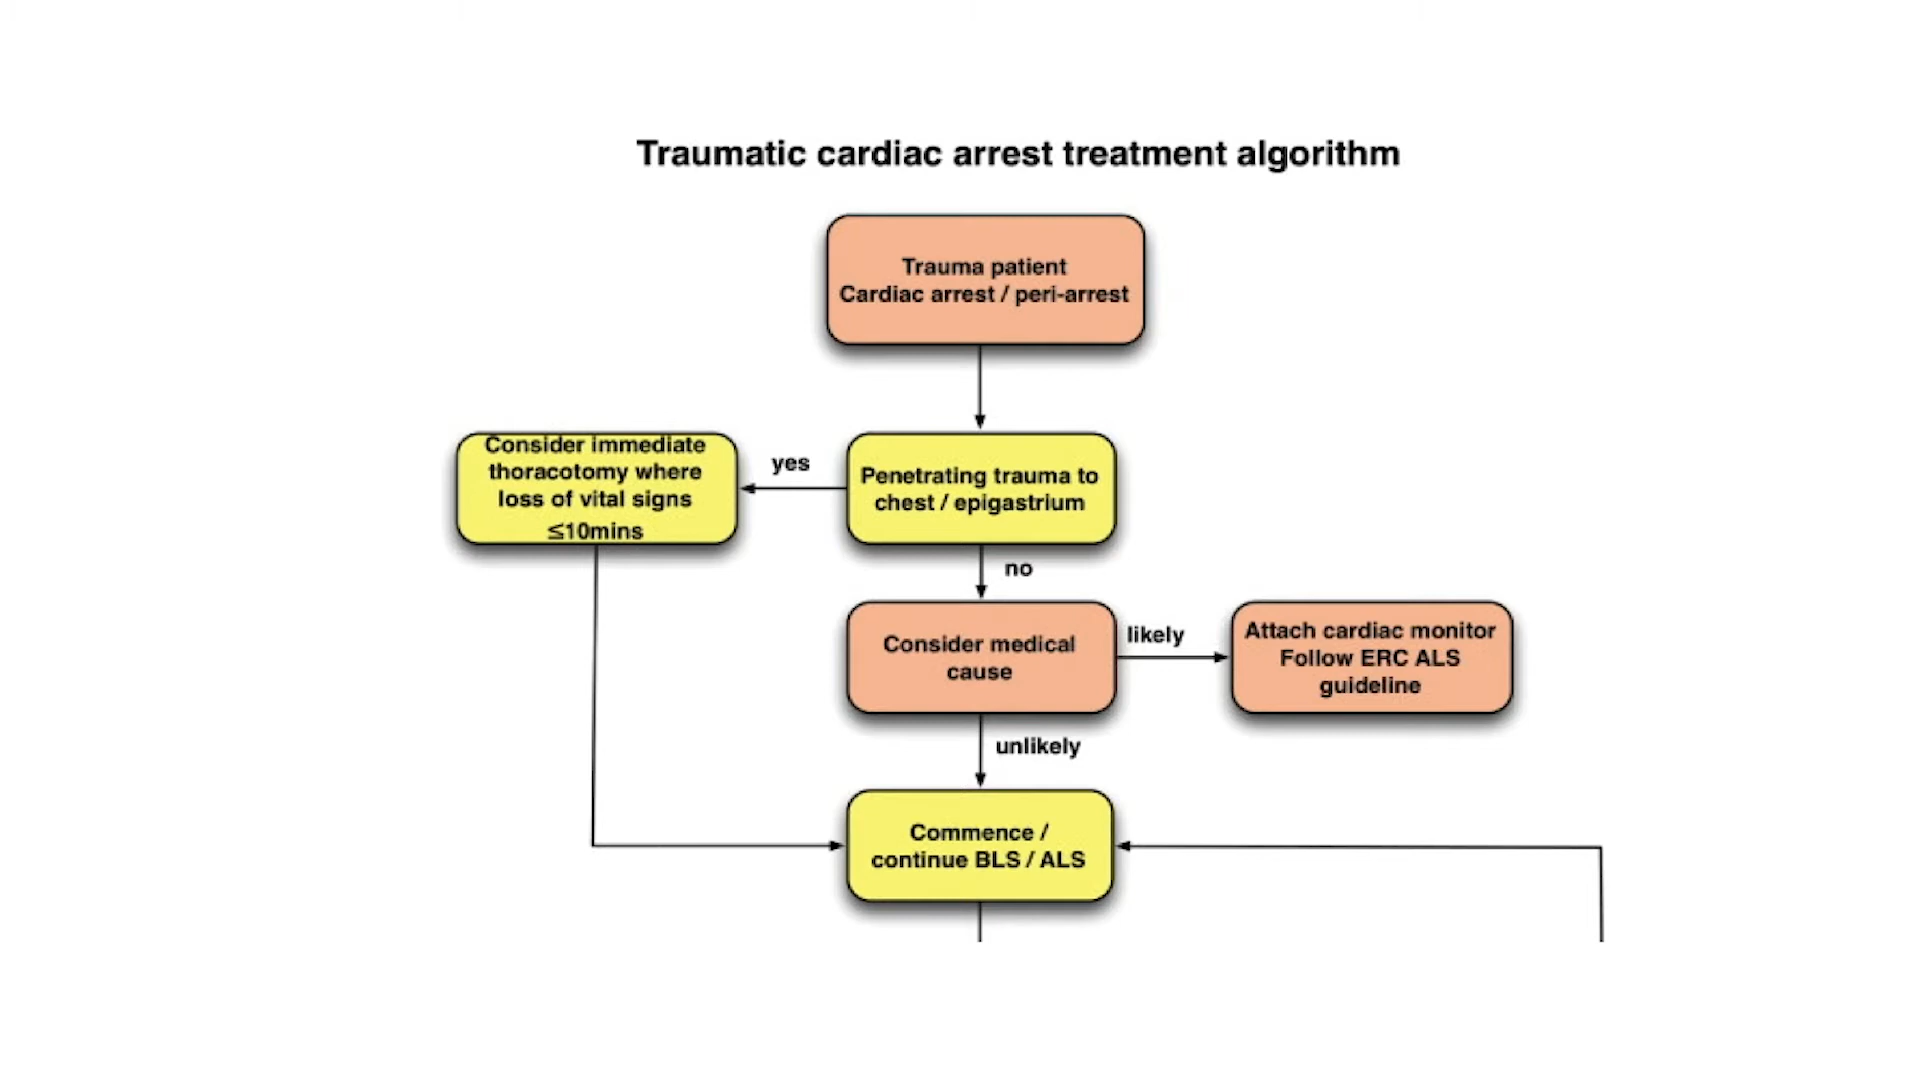 Traumatic cardiac arrest treatment algorithm
Trauma patient
Cardiac arrest / peri-arrest
Consider immediate
thoracotomy where
loss of vital signs
≤10mins
yes
Penetrating trauma to
chest / epigastrium
no
Consider medical
cause
likely
Attach cardiac monitor
Follow ERC ALS
guideline
unlikely
Commence /
continue BLS / ALS